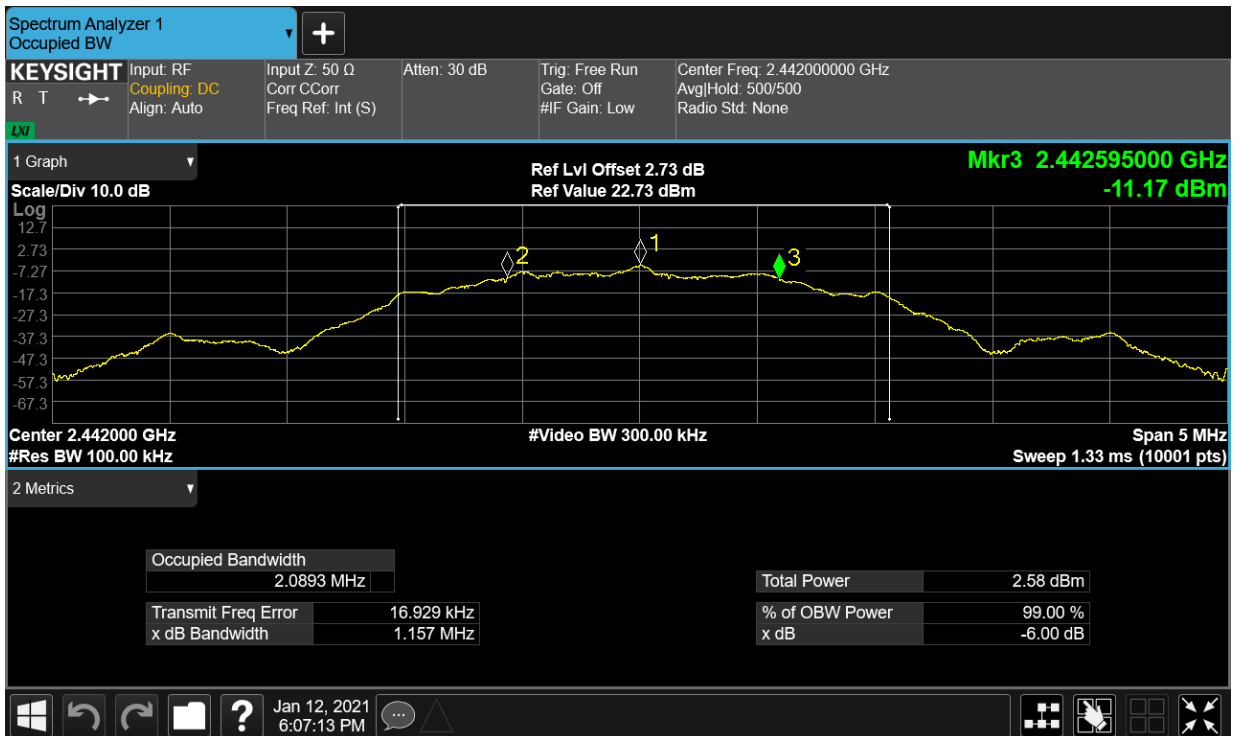 Spectrum Analyzer 1
Occupied BW
KEYSIGHT
R T
LXI
Input: RF
Coupling: DC
Align: Auto
Input Z: 50 Ω
Corr CCorr
Freq Ref: Int (S)
Atten: 30 dB
Trig: Free Run
Gate: Off
#IF Gain: Low
Center Freq: 2.442000000 GHz
Avg|Hold: 500/500
Radio Std: None
1 Graph
Scale/Div 10.0 dB
Ref Lvl Offset 2.73 dB
Ref Value 22.73 dBm
Mkr3 2.442595000 GHz
-11.17 dBm
Log
12.7
2.73
-7.27
-17.3
-27.3
-37.3
-47.3
-57.3
-67.3
2
1
3
Center 2.442000 GHz
#Video BW 300.00 kHz
Span 5 MHz
#Res BW 100.00 kHz
Sweep 1.33 ms (10001 pts)
2 Metrics
Occupied Bandwidth
2.0893 MHz
Total Power 2.58 dBm
Transmit Freq Error 16.929 kHz
% of OBW Power 99.00 %
x dB Bandwidth 1.157 MHz
x dB -6.00 dB
?
Jan 12, 2021
6:07:13 PM